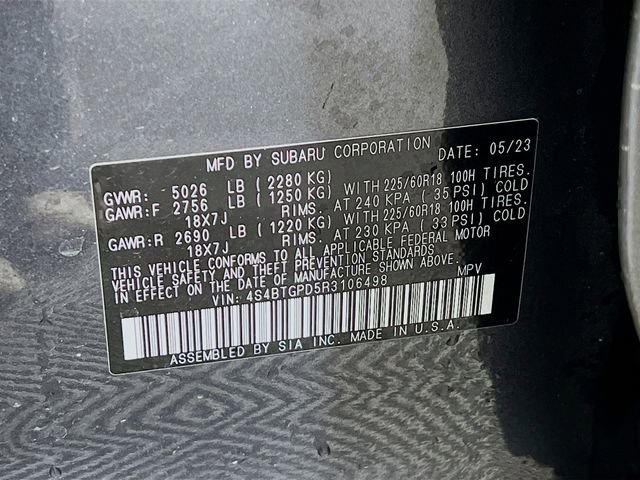 MFD BY SUBARU CORPORATION DATE: 05/23
GVWR: 5026 LB ( 2280 KG)
GAWR:F 2756 LB ( 1250 KG) WITH 225/60R18 100H TIRES.
18X7J RIMS. AT 240 KPA ( 35 PSI) COLD
GAWR:R 2690 LB ( 1220 KG) WITH 225/60R18 100H TIRES.
18X7J RIMS. AT 230 KPA ( 33 PSI) COLD
THIS VEHICLE CONFORMS TO ALL APPLICABLE FEDERAL MOTOR
VEHICLE SAFETY AND THEFT PREVENTION STANDARDS
IN EFFECT ON THE DATE OF MANUFACTURE SHOWN ABOVE.
VIN: 4S4BTGPD5R3106498 MPV
ASSEMBLED BY SIA INC. MADE IN U.S.A.